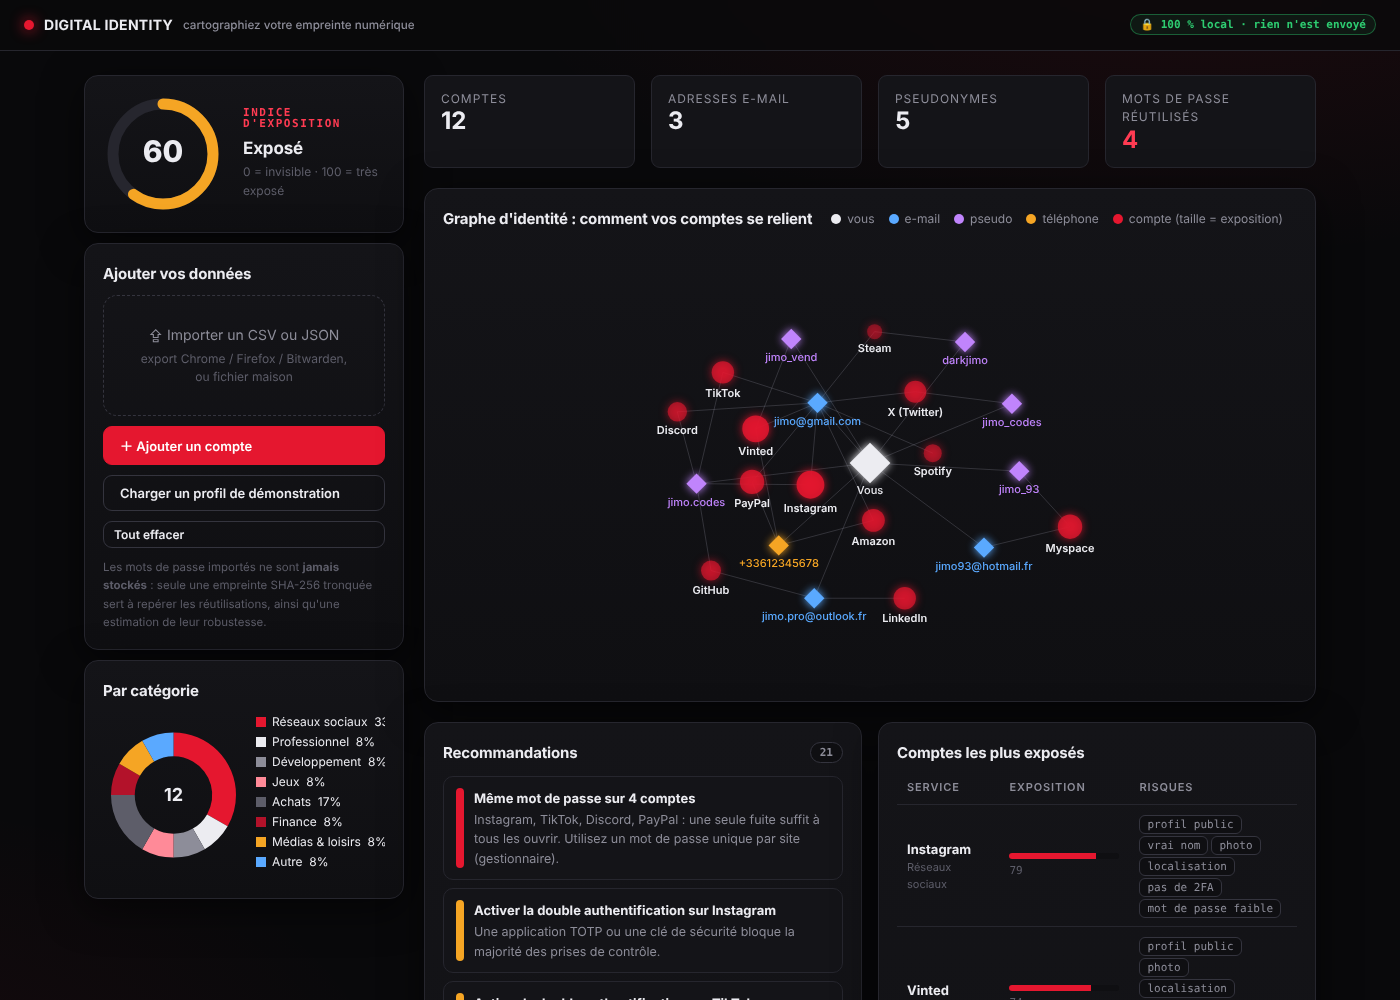 DIGITAL IDENTITY cartographiez votre empreinte numérique
🔒 100 % local · rien n'est envoyé
60
INDICE
D'EXPOSITION
Exposé
0 = invisible · 100 = très
exposé
COMPTES
12
ADRESSES E-MAIL
3
PSEUDONYMES
5
MOTS DE PASSE
RÉUTILISÉS
4
Ajouter vos données
⇪ Importer un CSV ou JSON
export Chrome / Firefox / Bitwarden,
ou fichier maison
+ Ajouter un compte
Charger un profil de démonstration
Tout effacer
Les mots de passe importés ne sont jamais
stockés : seule une empreinte SHA-256 tronquée
sert à repérer les réutilisations, ainsi qu'une
estimation de leur robustesse.
Graphe d'identité : comment vos comptes se relient
vous
e-mail
pseudo
téléphone
compte (taille = exposition)
Steam
jimo_vend
darkjimo
TikTok
X (Twitter)
jimo@gmail.com
jimo_codes
Discord
Vinted
Spotify
Vous
jimo_93
jimo.codes
PayPal
Instagram
Amazon
Myspace
+33612345678
jimo93@hotmail.fr
GitHub
jimo.pro@outlook.fr
LinkedIn
Par catégorie
12
Réseaux sociaux 33
Professionnel 8%
Développement 8%
Jeux 8%
Achats 17%
Finance 8%
Médias & loisirs 8%
Autre 8%
Recommandations
21
Même mot de passe sur 4 comptes
Instagram, TikTok, Discord, PayPal : une seule fuite suffit à
tous les ouvrir. Utilisez un mot de passe unique par site
(gestionnaire).
Activer la double authentification sur Instagram
Une application TOTP ou une clé de sécurité bloque la
majorité des prises de contrôle.
Comptes les plus exposés
SERVICE EXPOSITION RISQUES
Instagram
Réseaux
sociaux
79
profil public
vrai nom photo
localisation
pas de 2FA
mot de passe faible
Vinted
profil public
photo
localisation